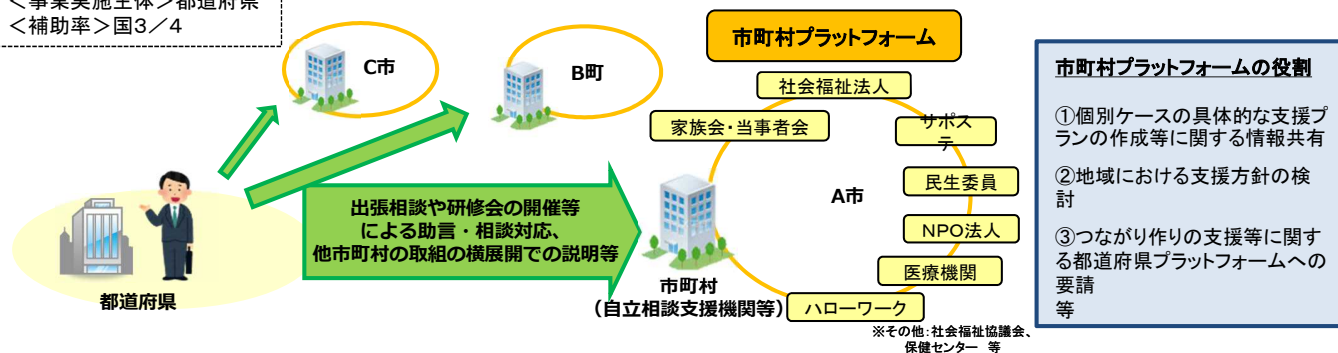 <事業実施主体>都道府県
<補助率>国3/4
C市
B町
市町村プラットフォーム
社会福祉法人
家族会・当事者会
サポス
テ
民生委員
A市
NPO法人
医療機関
ハローワーク
市町村
(自立相談支援機関等)
※その他:社会福祉協議会、
保健センター 等
出張相談や研修会の開催等
による助言・相談対応、
他市町村の取組の横展開での説明等
都道府県
市町村プラットフォームの役割
①個別ケースの具体的な支援プ
ランの作成等に関する情報共有
②地域における支援方針の検
討
③つながり作りの支援等に関す
る都道府県プラットフォームへの
要請
等